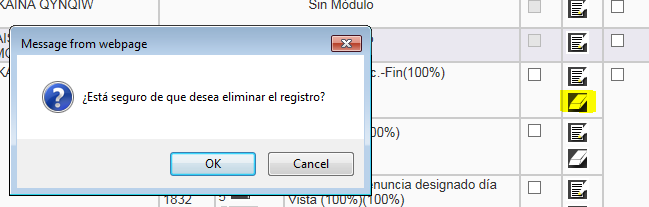 KAINA QYNQIW Sin Módulo
Message from webpage
¿Está seguro de que desea eliminar el registro?
c.-Fin(100%)
00%)
OK Cancel
enuncia designado día
1832 5 Vista (100%)(100%)